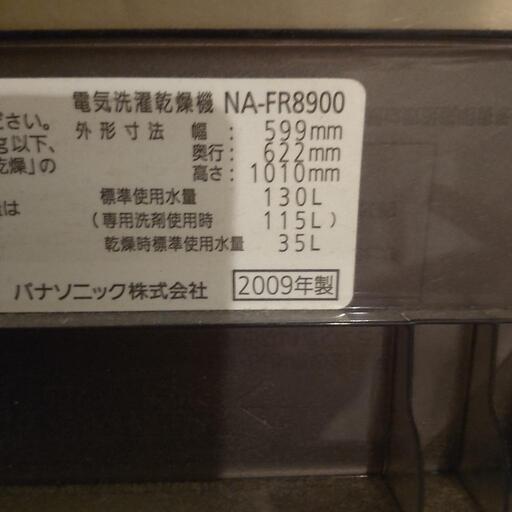 電気洗濯乾燥機 NA-FR8900
ださい。
外形寸法 幅 : 599mm
宮以下、
奥行 : 622mm
乾燥」の
高さ : 1010mm
標準使用水量 130L
は
(専用洗剤使用時 115L)
乾燥時標準使用水量 35L
パナソニック株式会社 2009年製